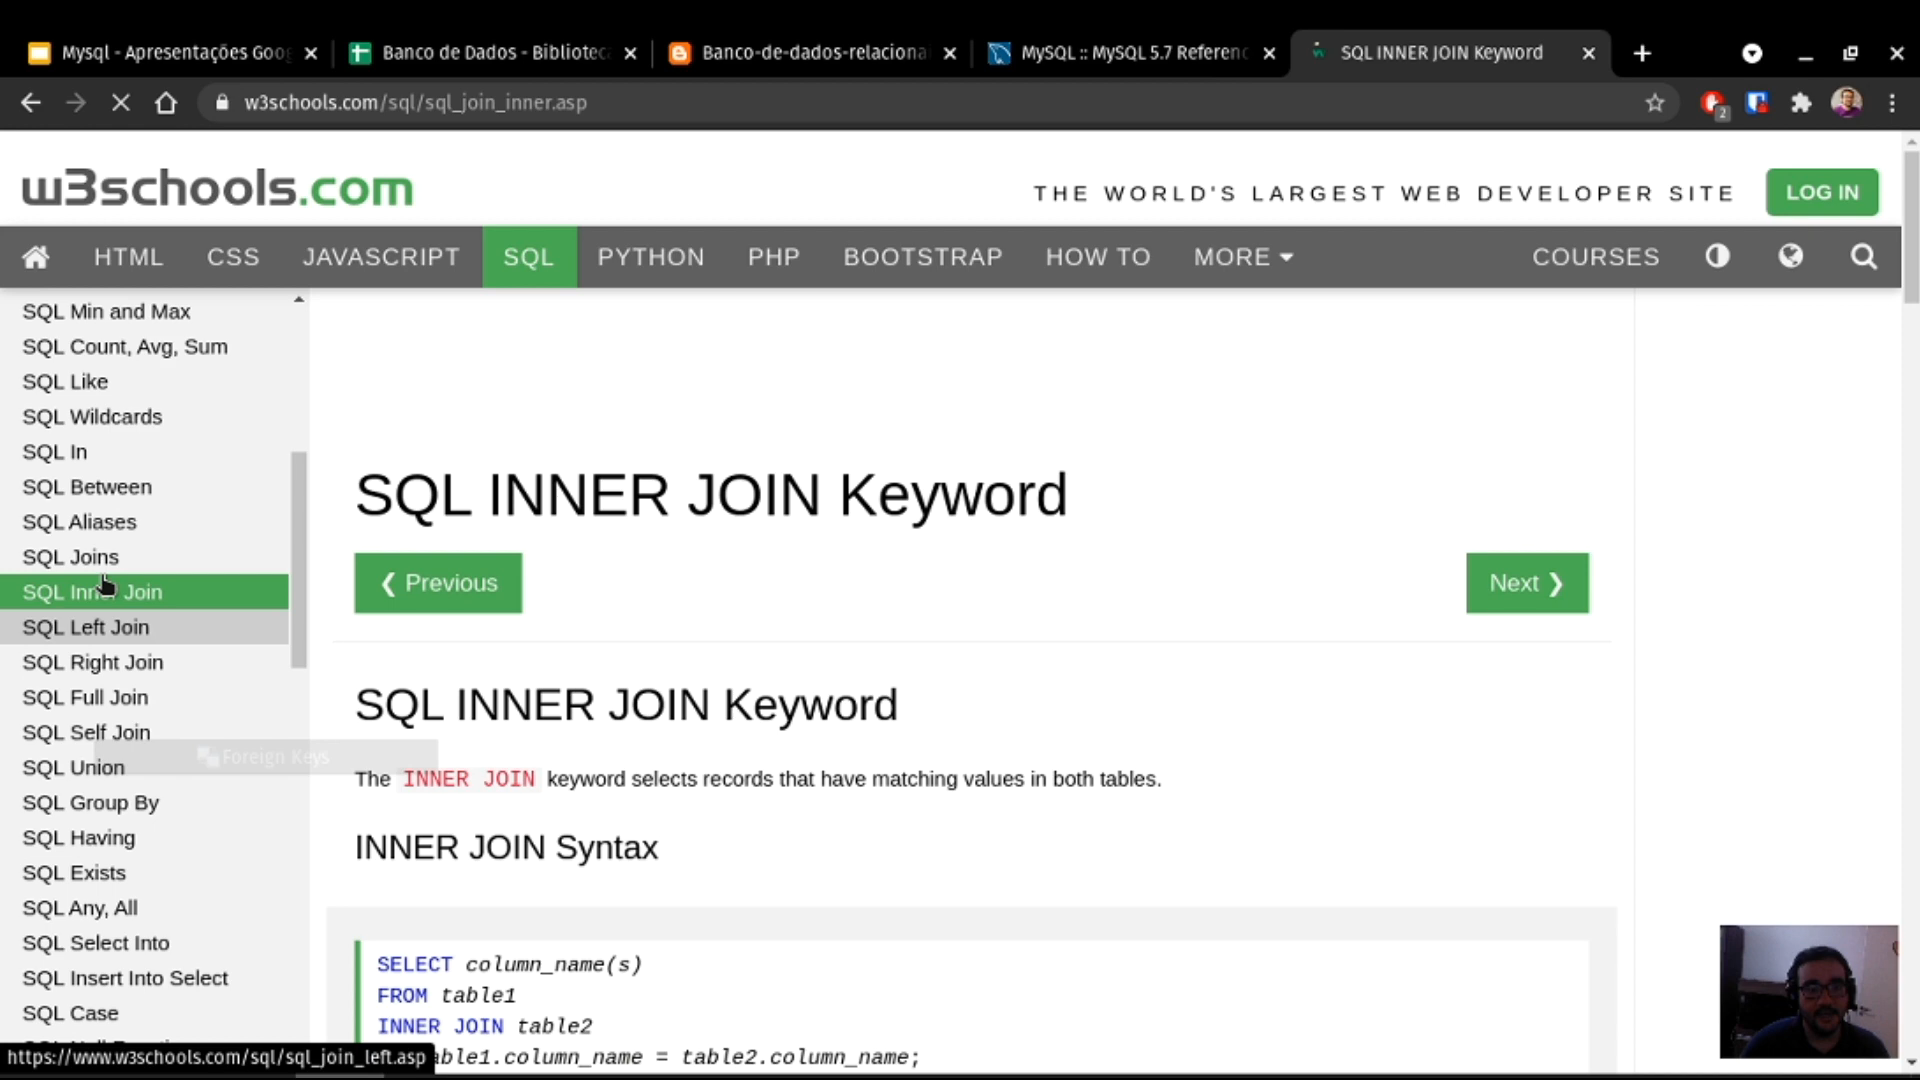 Mysql - Apresentações Goog
Banco de Dados - Bibliotec
Banco-de-dados-relaciona
MySQL :: MySQL 5.7 Referenc
SQL INNER JOIN Keyword
w3schools.com/sql/sql_join_inner.asp
2
w3schools.com
THE WORLD'S LARGEST WEB DEVELOPER SITE
LOG IN
HTML CSS JAVASCRIPT SQL PYTHON PHP BOOTSTRAP HOW TO MORE COURSES
SQL Min and Max
SQL Count, Avg, Sum
SQL Like
SQL Wildcards
SQL In
SQL Between
SQL Aliases
SQL Joins
SQL Inner Join
SQL Left Join
SQL Right Join
SQL Full Join
SQL Self Join
Foreign Keys
SQL Union
SQL Group By
SQL Having
SQL Exists
SQL Any, All
SQL Select Into
SQL Insert Into Select
SQL Case
https://www.w3schools.com/sql/sql_join_left.asp
SQL INNER JOIN Keyword
❮ Previous
Next ❯
SQL INNER JOIN Keyword
The INNER JOIN keyword selects records that have matching values in both tables.
INNER JOIN Syntax
SELECT column_name(s)
FROM table1
INNER JOIN table2
able1.column_name = table2.column_name;